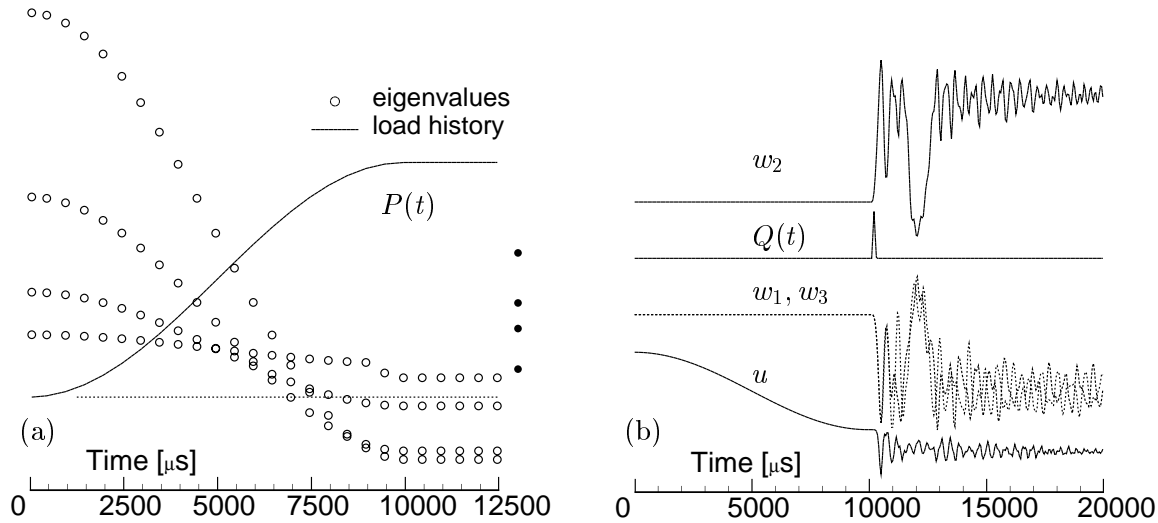 eigenvalues
load history
P(t)
(a)
Time [μs]
0 2500 5000 7500 10000 12500
w₂
Q(t)
w₁, w₃
u
(b)
Time [μs]
0 5000 10000 15000 20000